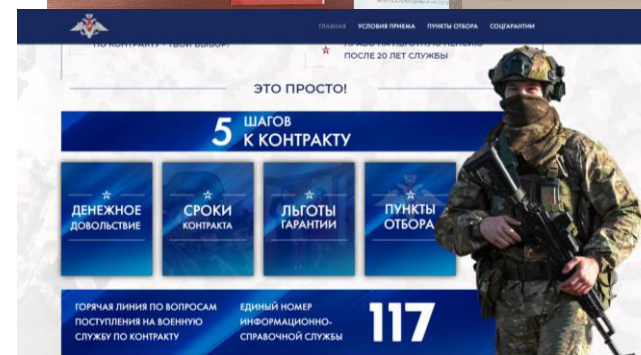 ГЛАВНАЯ УСЛОВИЯ ПРИЕМА ПУНКТЫ ОТБОРА СОЦГАРАНТИИ
ПО КОНТРАКТУ - ТВОЙ ВЫБОР!
ПРАВО НА ЛЬГОТНУЮ ПЕНСИЮ
ПОСЛЕ 20 ЛЕТ СЛУЖБЫ
ЭТО ПРОСТО!
5 ШАГОВ
К КОНТРАКТУ
ДЕНЕЖНОЕ
ДОВОЛЬСТВИЕ
СРОКИ
КОНТРАКТА
ЛЬГОТЫ
ГАРАНТИИ
ПУНКТЫ
ОТБОРА
ГОРЯЧАЯ ЛИНИЯ ПО ВОПРОСАМ
ПОСТУПЛЕНИЯ НА ВОЕННУЮ
СЛУЖБУ ПО КОНТРАКТУ
ЕДИНЫЙ НОМЕР
ИНФОРМАЦИОННО-
СПРАВОЧНОЙ СЛУЖБЫ
117